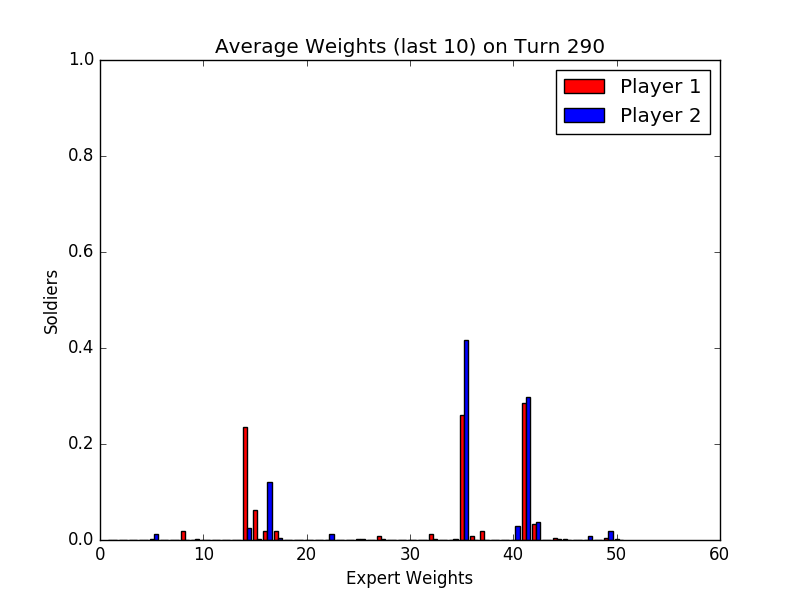 Average Weights (last 10) on Turn 290
1.0
0.8
0.6
0.4
0.2
0.0
Soldiers
Player 1
Player 2
0 10 20 30 40 50 60
Expert Weights